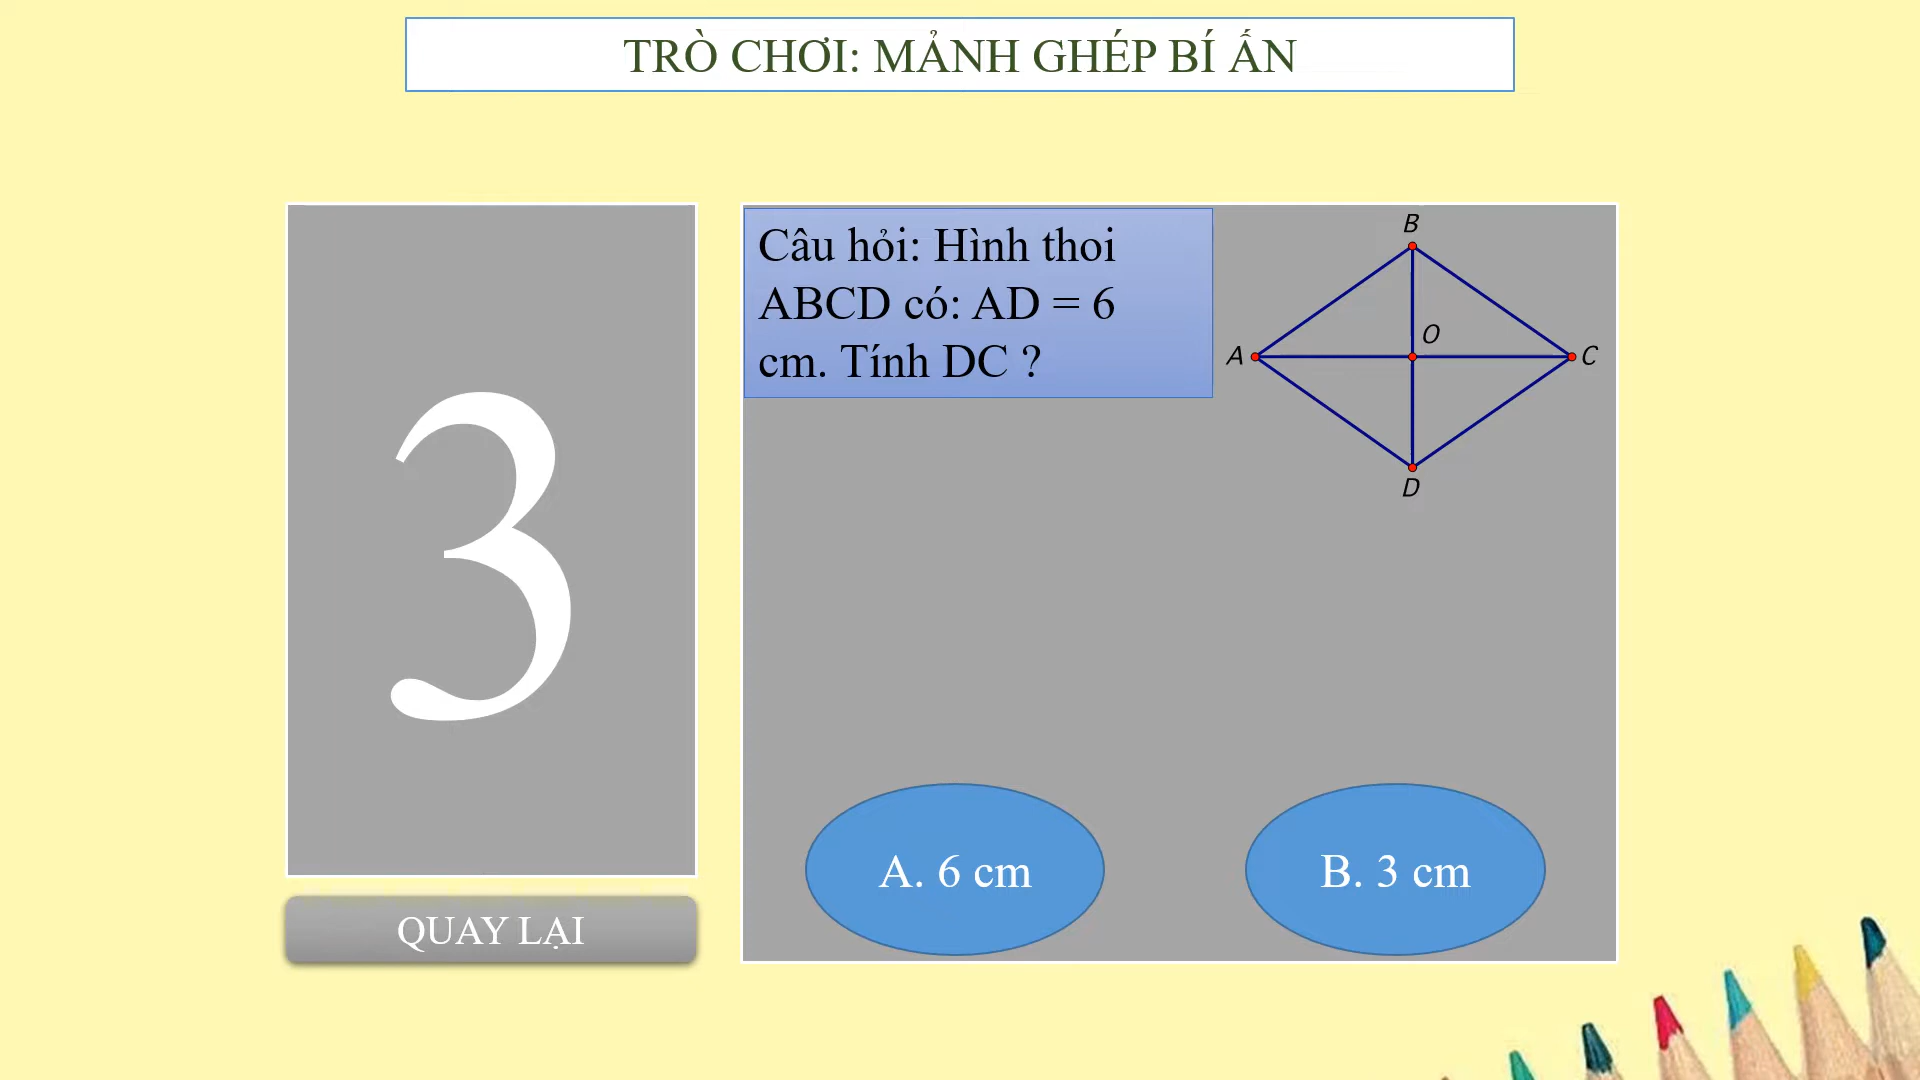 TRÒ CHƠI: MẢNH GHÉP BÍ ẨN
3
QUAY LẠI
Câu hỏi: Hình thoi
ABCD có: AD = 6
cm. Tính DC ?
B
O
A
C
D
A. 6 cm
B. 3 cm